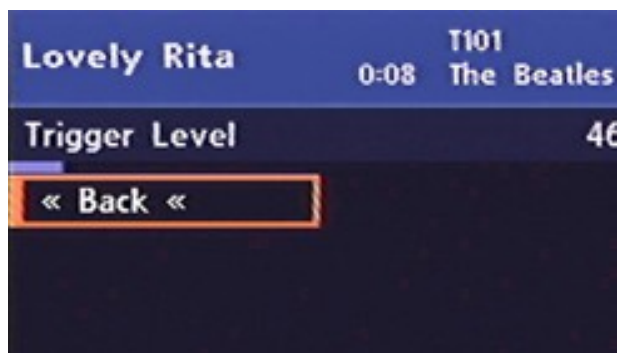 Lovely Rita
T101
0:08 The Beatles
Trigger Level 46
« Back «